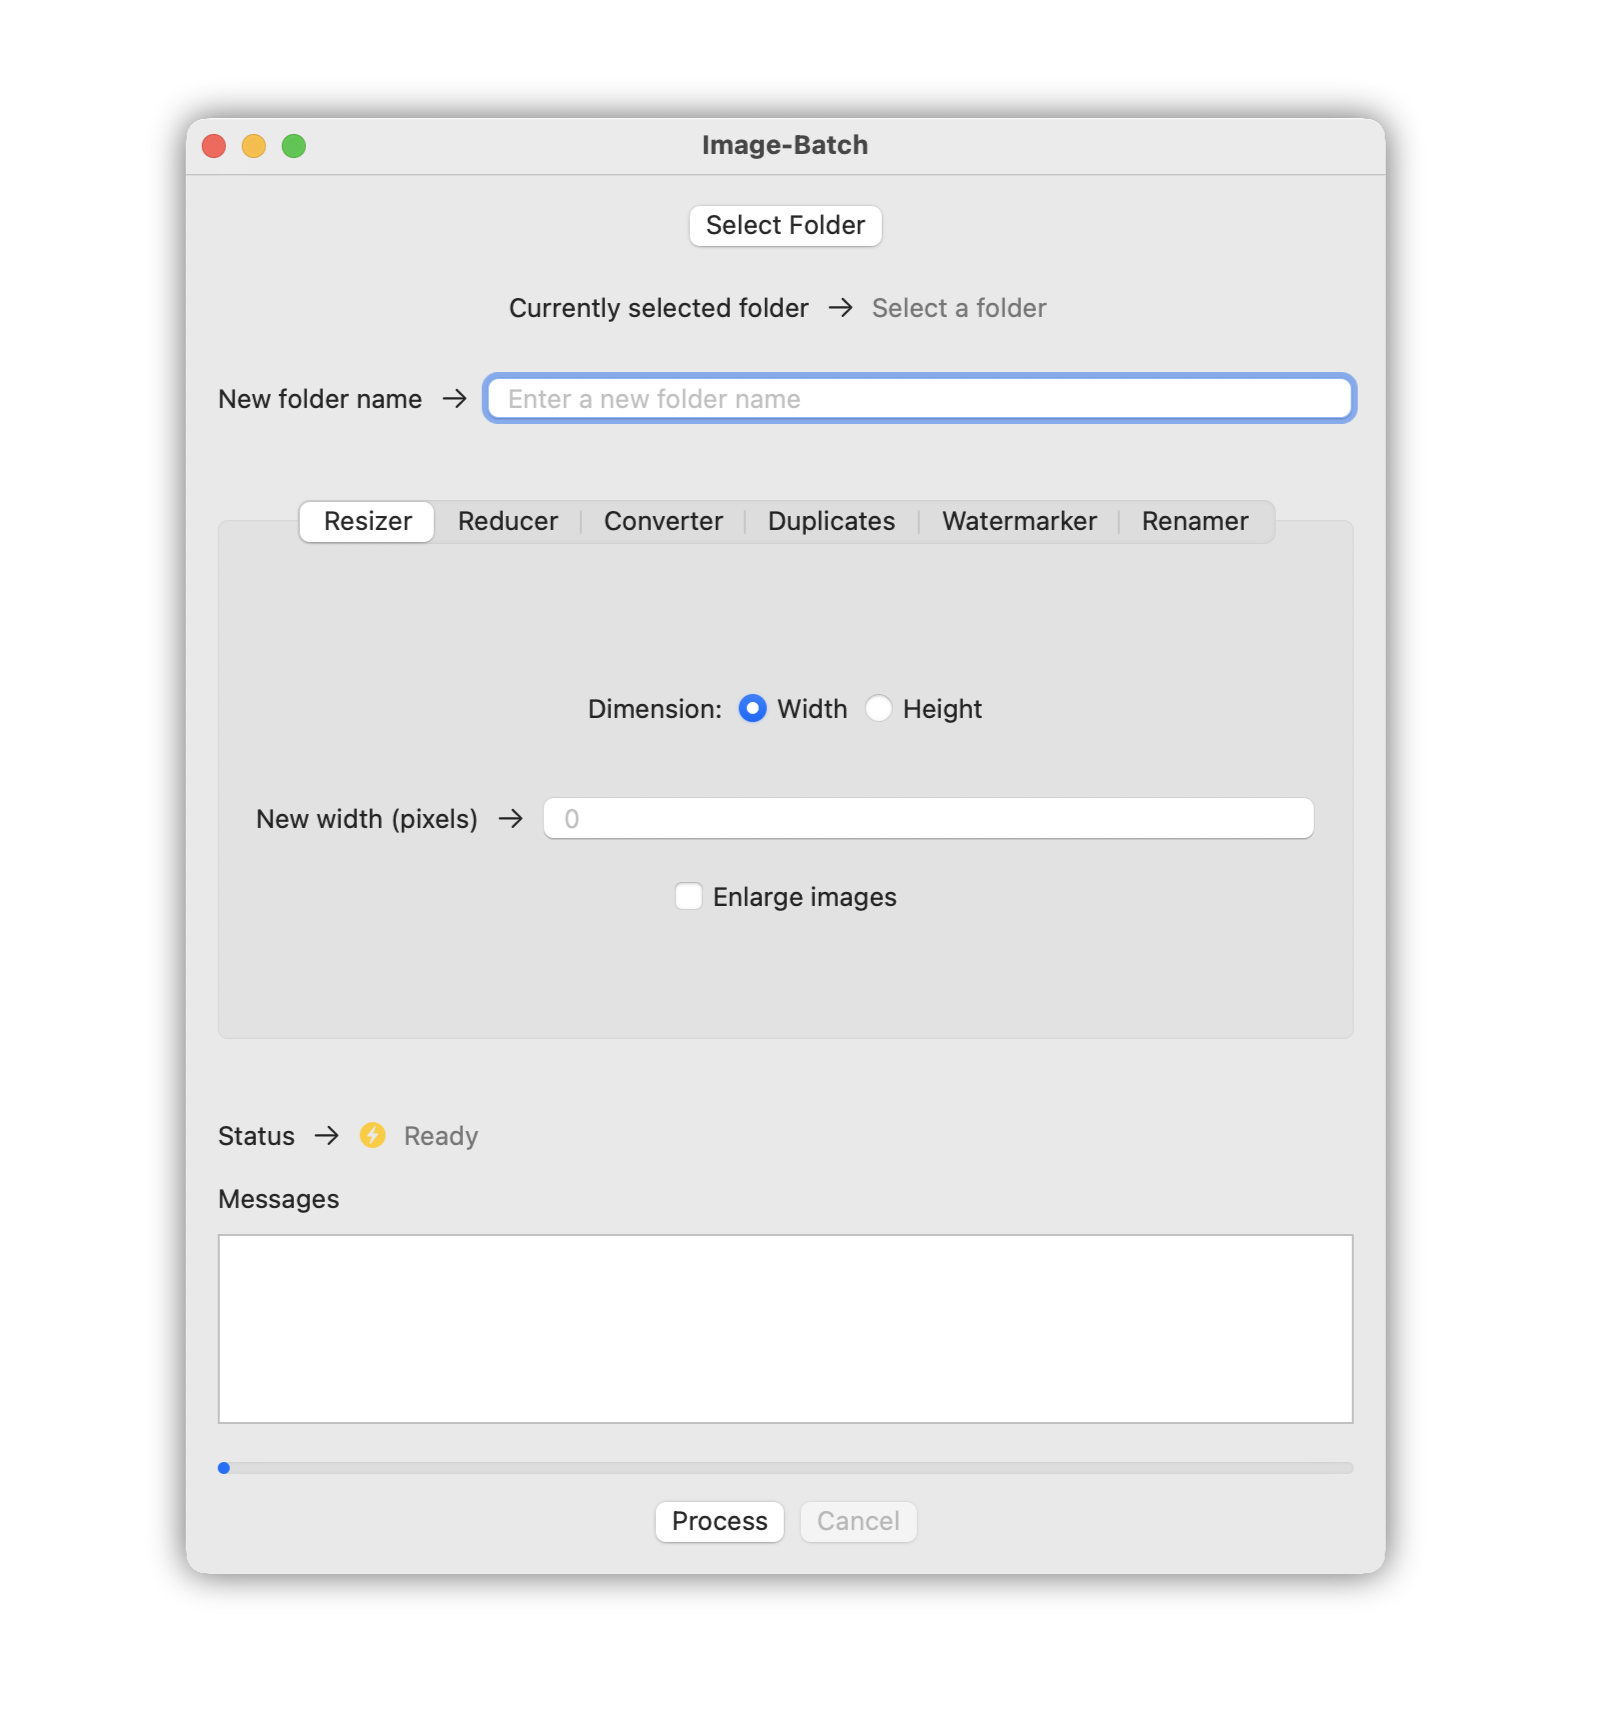 Image-Batch
Select Folder
Currently selected folder → Select a folder
New folder name → Enter a new folder name
Resizer Reducer Converter Duplicates Watermarker Renamer
Dimension: Width Height
New width (pixels) → 0
Enlarge images
Status → Ready
Messages
Process Cancel